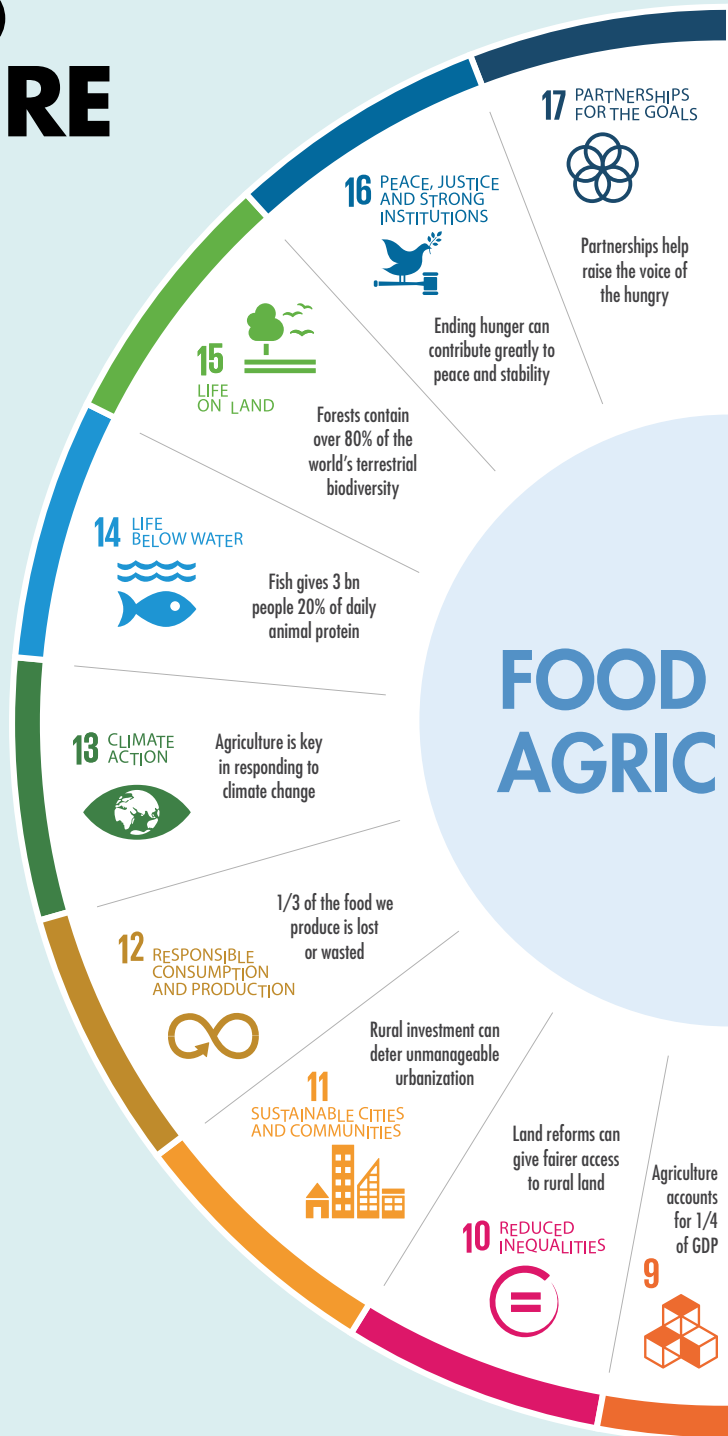 RE
17 PARTNERSHIPS
FOR THE GOALS
Partnerships help
raise the voice of
the hungry
16 PEACE, JUSTICE
AND STRONG
INSTITUTIONS
Ending hunger can
contribute greatly to
peace and stability
15
LIFE
ON LAND
Forests contain
over 80% of the
world's terrestrial
biodiversity
14 LIFE
BELOW WATER
Fish gives 3 bn
people 20% of daily
animal protein
FOOD
AGRIC
13 CLIMATE
ACTION
Agriculture is key
in responding to
climate change
12 RESPONSIBLE
CONSUMPTION
AND PRODUCTION
1/3 of the food we
produce is lost
or wasted
11
SUSTAINABLE CITIES
AND COMMUNITIES
Rural investment can
deter unmanageable
urbanization
10 REDUCED
INEQUALITIES
Land reforms can
give fairer access
to rural land
9
Agriculture
accounts
for 1/4
of GDP